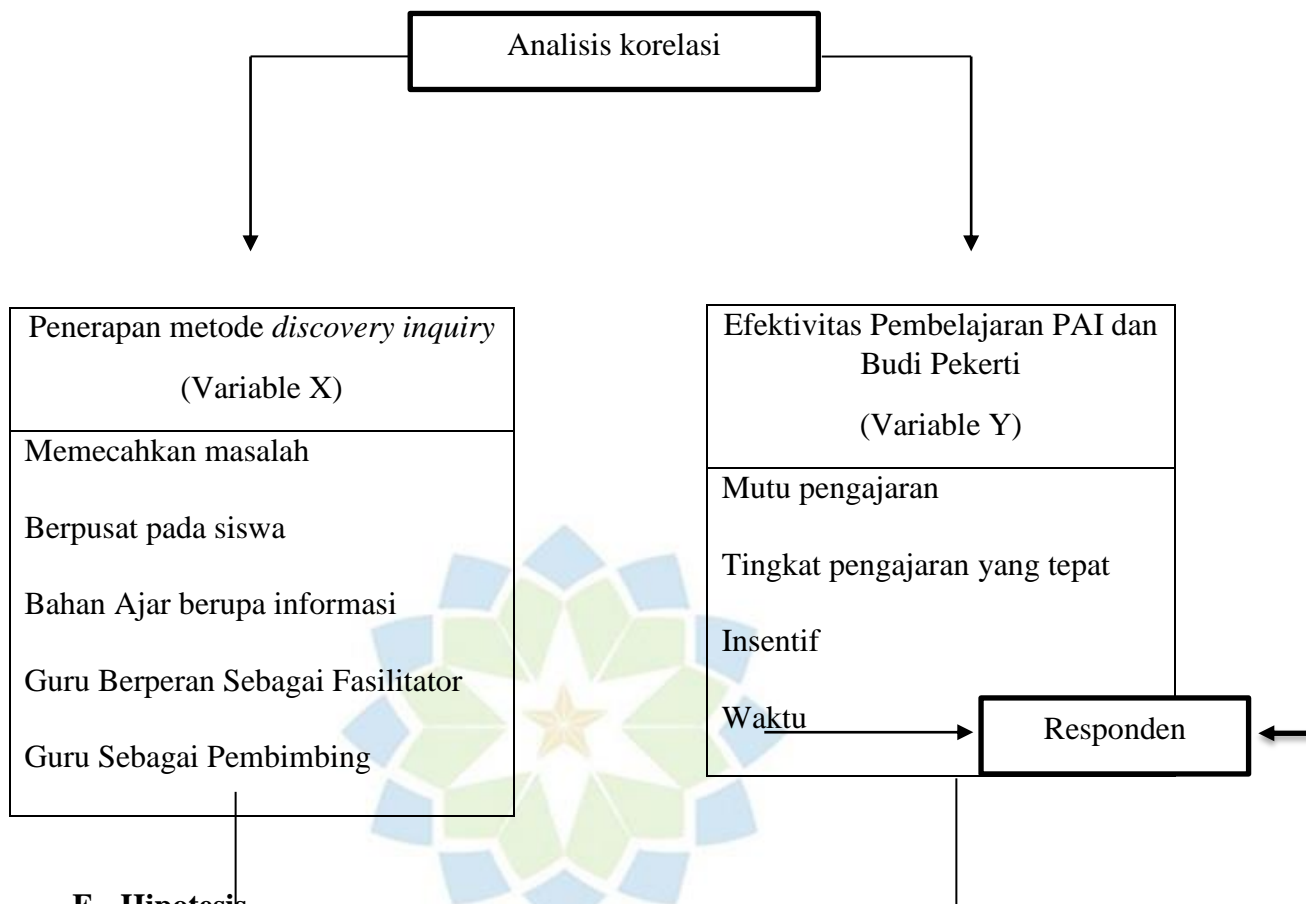 Analisis korelasi
Penerapan metode discovery inquiry
(Variable X)
Memecahkan masalah
Berpusat pada siswa
Bahan Ajar berupa informasi
Guru Berperan Sebagai Fasilitator
Guru Sebagai Pembimbing
Efektivitas Pembelajaran PAI dan
Budi Pekerti
(Variable Y)
Mutu pengajaran
Tingkat pengajaran yang tepat
Insentif
Waktu
Responden
Hipotesis